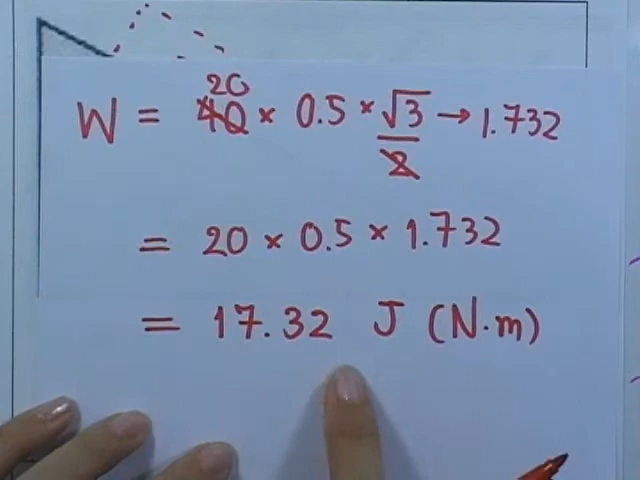 20
W = 40 × 0.5 × √3/2 → 1.732
= 20 × 0.5 × 1.732
= 17.32 J (N·m)